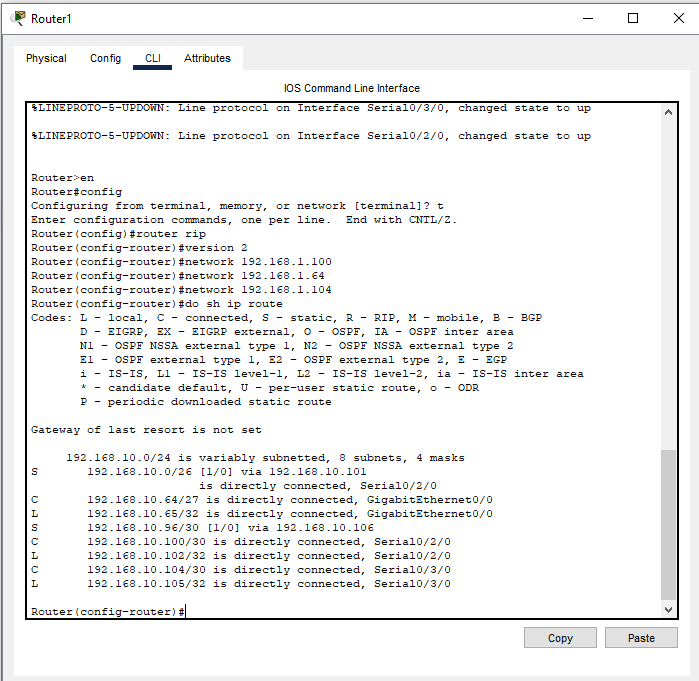 Router1
Physical Config CLI Attributes
IOS Command Line Interface
%LINEPROTO-5-UPDOWN: Line protocol on Interface Serial0/3/0, changed state to up
%LINEPROTO-5-UPDOWN: Line protocol on Interface Serial0/2/0, changed state to up
Router>en
Router#config
Configuring from terminal, memory, or network [terminal]? t
Enter configuration commands, one per line.  End with CNTL/Z.
Router(config)#router rip
Router(config-router)#version 2
Router(config-router)#network 192.168.1.100
Router(config-router)#network 192.168.1.64
Router(config-router)#network 192.168.1.104
Router(config-router)#do sh ip route
Codes: L - local, C - connected, S - static, R - RIP, M - mobile, B - BGP
       D - EIGRP, EX - EIGRP external, O - OSPF, IA - OSPF inter area
       N1 - OSPF NSSA external type 1, N2 - OSPF NSSA external type 2
       E1 - OSPF external type 1, E2 - OSPF external type 2, E - EGP
       i - IS-IS, L1 - IS-IS level-1, L2 - IS-IS level-2, ia - IS-IS inter area
       * - candidate default, U - per-user static route, o - ODR
       P - periodic downloaded static route
Gateway of last resort is not set
     192.168.10.0/24 is variably subnetted, 8 subnets, 4 masks
S       192.168.10.0/26 [1/0] via 192.168.10.101
                        is directly connected, Serial0/2/0
C       192.168.10.64/27 is directly connected, GigabitEthernet0/0
L       192.168.10.65/32 is directly connected, GigabitEthernet0/0
S       192.168.10.96/30 [1/0] via 192.168.10.106
C       192.168.10.100/30 is directly connected, Serial0/2/0
L       192.168.10.102/32 is directly connected, Serial0/2/0
C       192.168.10.104/30 is directly connected, Serial0/3/0
L       192.168.10.105/32 is directly connected, Serial0/3/0
Router(config-router)#
Copy Paste